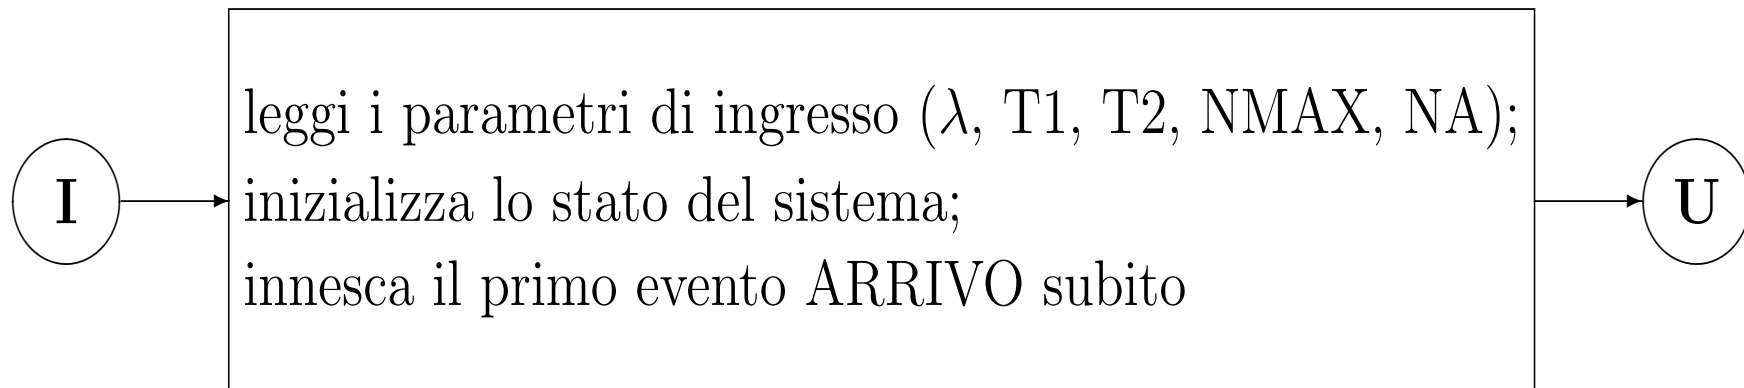 leggi i parametri di ingresso (λ, T1, T2, NMAX, NA);
I
inizializza lo stato del sistema;
U
innesca il primo evento ARRIVO subito